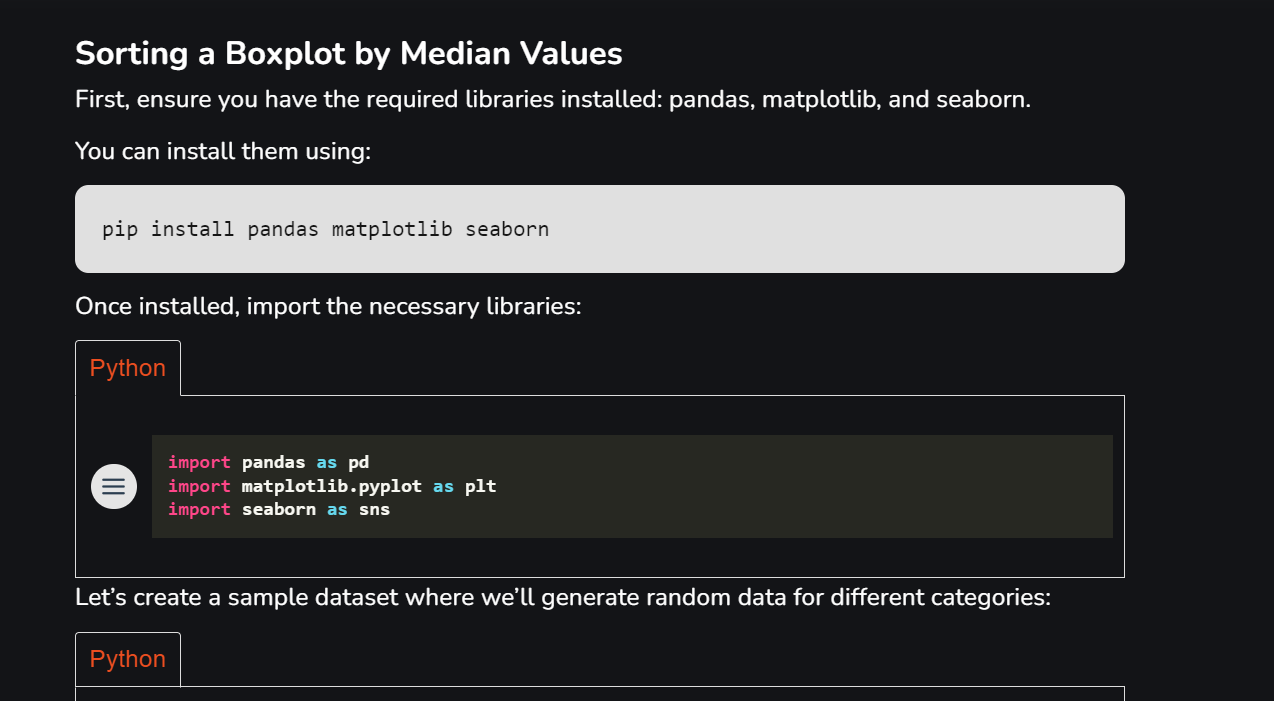 Sorting a Boxplot by Median Values
First, ensure you have the required libraries installed: pandas, matplotlib, and seaborn.
You can install them using:
pip install pandas matplotlib seaborn
Once installed, import the necessary libraries:
Python
import pandas as pd
import matplotlib.pyplot as plt
import seaborn as sns
Let’s create a sample dataset where we’ll generate random data for different categories:
Python